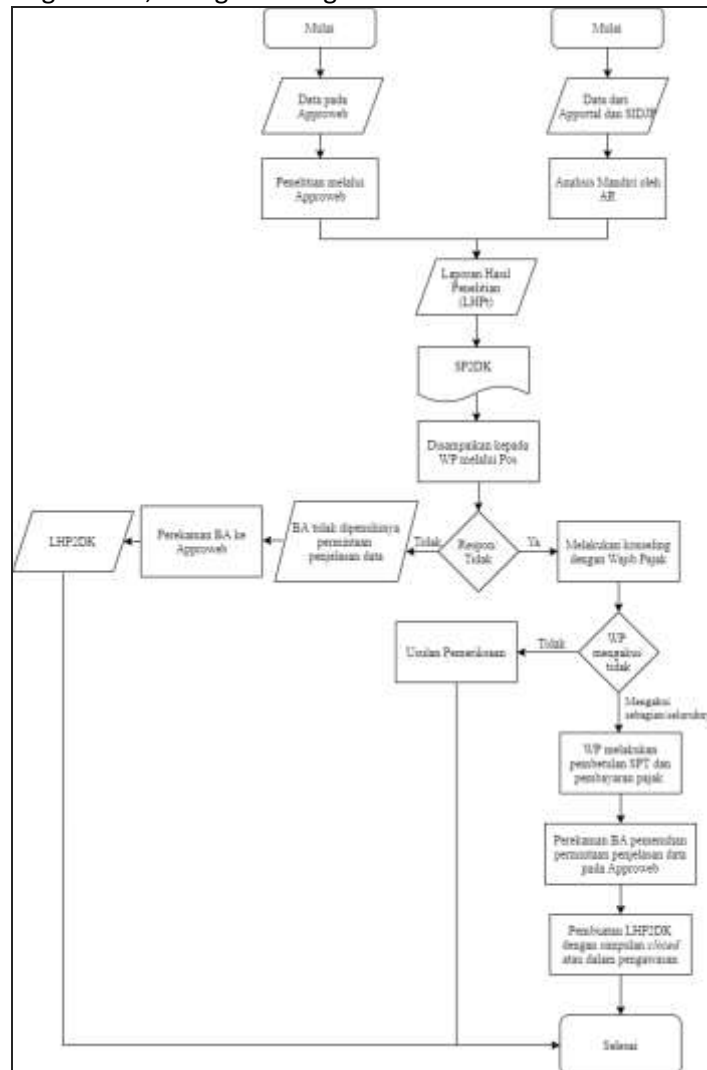 Mulai
Mulai
Data pada
Approweb
Data dari
Apportal dan SIDJP
Penelitian melalui
Approweb
Analisis Mandiri oleh
AR
Laporan Hasil
Penelitian
(LHPt)
SP2DK
Disampaikan kepada
WP melalui Pos
LHP2DK
Perekaman BA ke
Approweb
BA tidak dipenuhinya
permintaan
penjelasan data
Tidak
Respon/
Tidak
Ya
Melakukan konseling
dengan Wajib Pajak
Usulan Pemeriksaan
Tidak
WP
mengakui/
tidak
Mengakui
sebagian/seluruhny
WP melakukan
pembetulan SPT dan
pembayaran pajak
Perekaman BA pemenuhan
permintaan penjelasan data
pada Approweb
Pembuatan LHP2DK
dengan simpulan closed
atau dalam pengawasan
Selesai